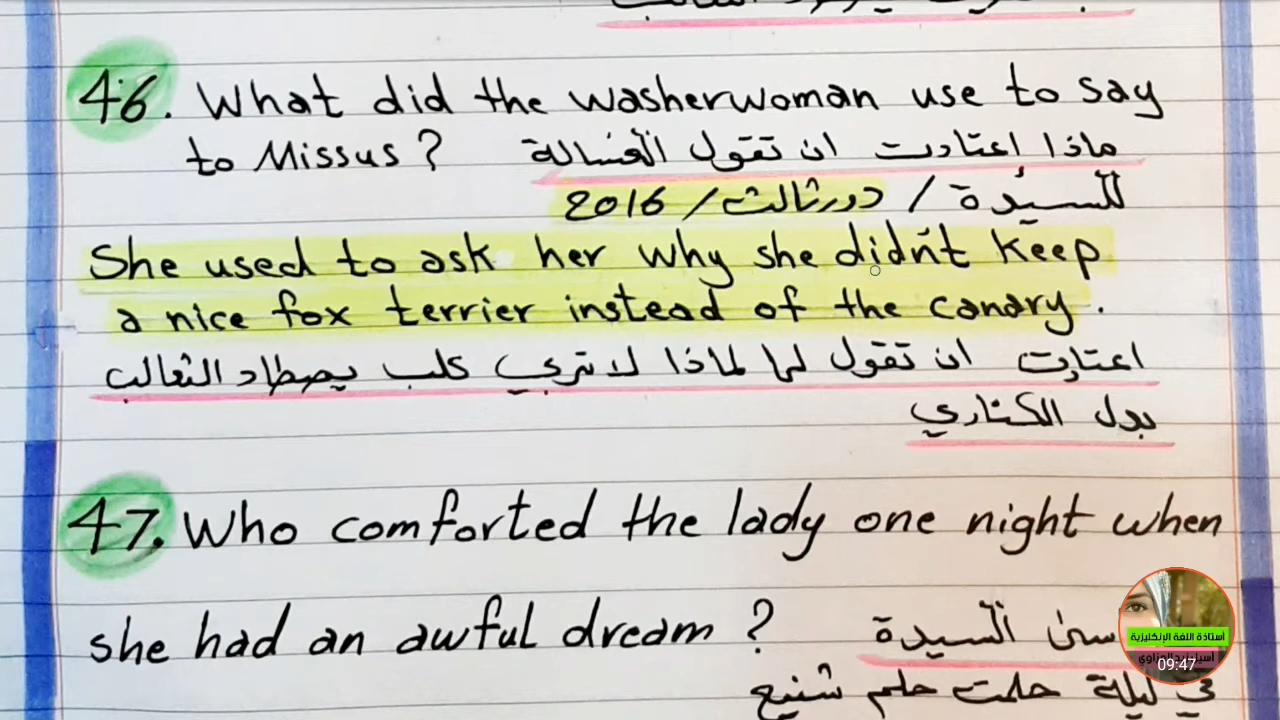 46. What did the washerwoman use to say
to Missus? ماذا اعتادت ان تقول الغسالة
للسيدة / دور ثالث / 2016
She used to ask her why she didn't keep
a nice fox terrier instead of the canary.
اعتادت ان تقول لها لماذا لا تربي كلب يصطاد الثعالب
بدل الكناري
47. Who comforted the lady one night when
she had an awful dream? السيدة
في ليلة حلمت حلم شنيع
أستاذة اللغة الإنكليزية
09:47